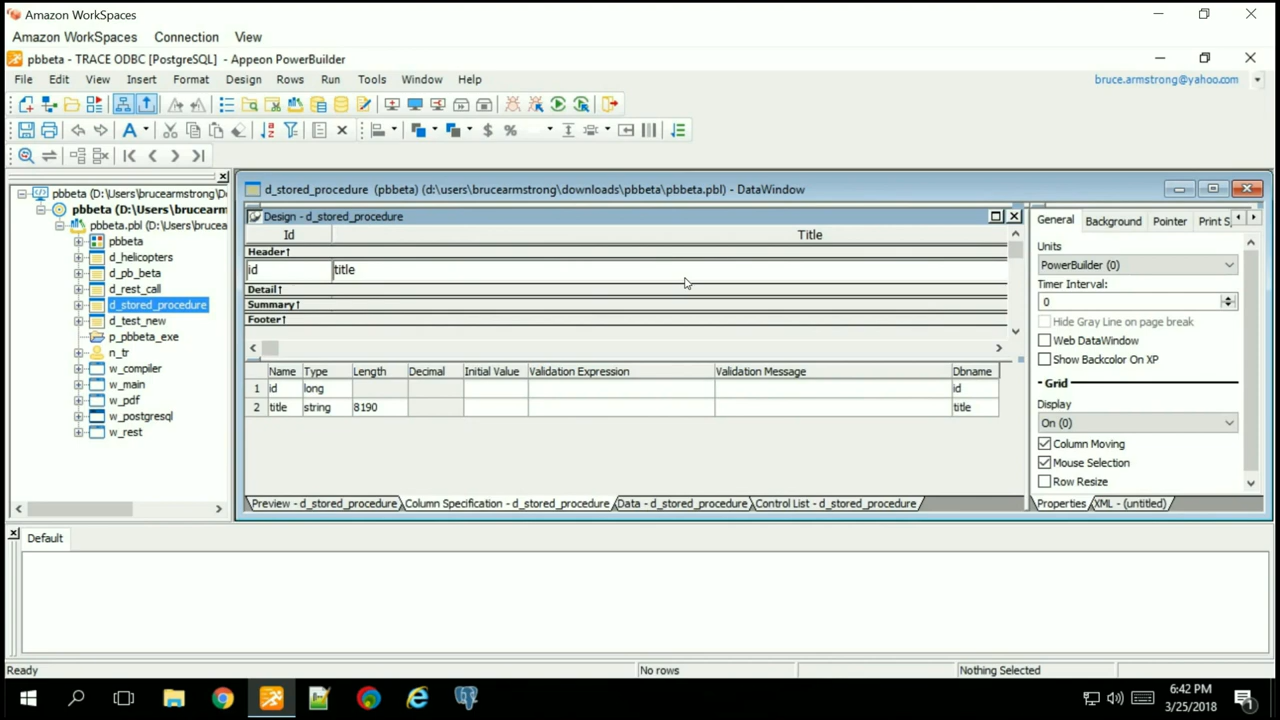 Amazon WorkSpaces
Amazon WorkSpaces Connection View
pbbeta - TRACE ODBC [PostgreSQL] - Appeon PowerBuilder
File Edit View Insert Format Design Rows Run Tools Window Help
bruce.armstrong@yahoo.com
pbbeta (D:\Users\brucearmstrong\D
pbbeta (D:\Users\brucearm
pbbeta.pbl (D:\Users\brucea
pbbeta
d_helicopters
d_pb_beta
d_rest_call
d_stored_procedure
d_test_new
p_pbbeta_exe
n_tr
w_compiler
w_main
w_pdf
w_postgresql
w_rest
d_stored_procedure (pbbeta) (d:\users\brucearmstrong\downloads\pbbeta\pbbeta.pbl) - DataWindow
Design - d_stored_procedure
Id Title
Header↑
id title
Detail↑
Summary↑
Footer↑
Name Type Length Decimal Initial Value Validation Expression Validation Message Dbname
1 id long id
2 title string 8190 title
Preview - d_stored_procedure Column Specification - d_stored_procedure Data - d_stored_procedure Control List - d_stored_procedure
General Background Pointer Print S
Units
PowerBuilder (0)
Timer Interval:
0
Hide Gray Line on page break
Web DataWindow
Show Backcolor On XP
- Grid
Display
On (0)
Column Moving
Mouse Selection
Row Resize
Properties XML - (untitled)
Default
Ready No rows Nothing Selected
6:42 PM
3/25/2018
1